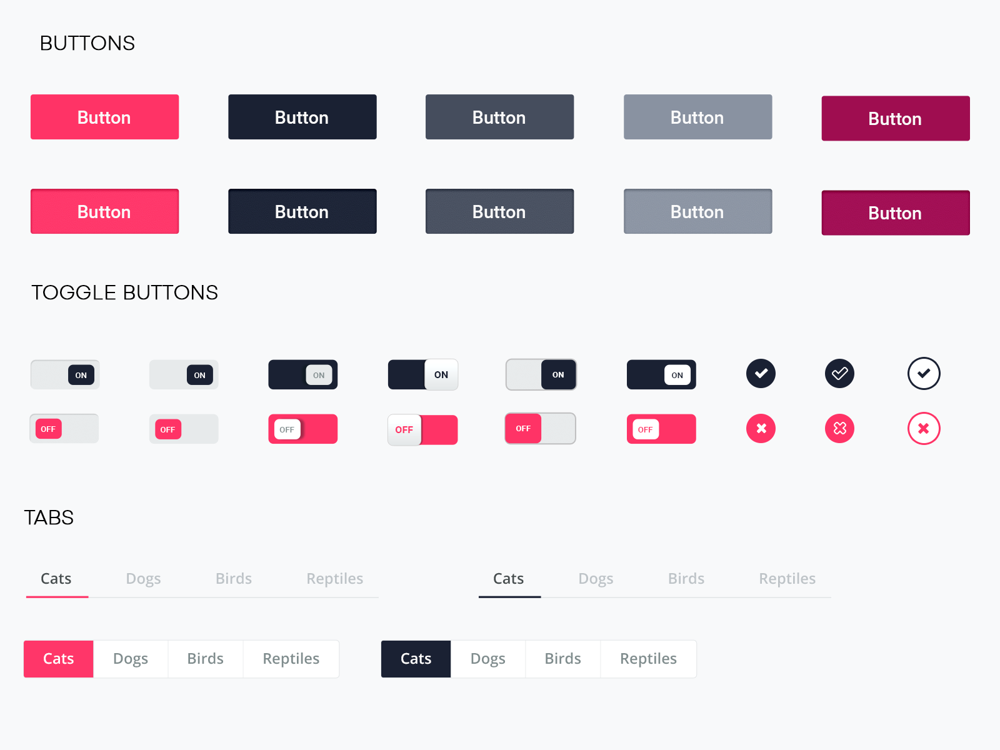 BUTTONS
Button Button Button Button Button
Button Button Button Button Button
TOGGLE BUTTONS
ON ON ON ON ON ON
OFF OFF OFF OFF OFF OFF
TABS
Cats Dogs Birds Reptiles Cats Dogs Birds Reptiles
Cats Dogs Birds Reptiles Cats Dogs Birds Reptiles